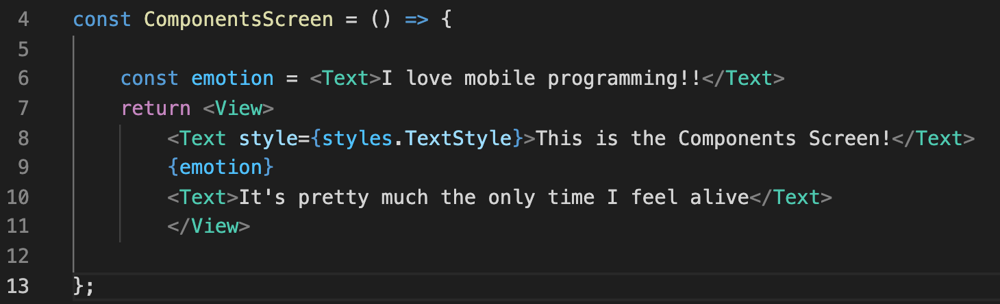 4 const ComponentsScreen = () => {
5
6 const emotion = <Text>I love mobile programming!!</Text>
7 return <View>
8 <Text style={styles.TextStyle}>This is the Components Screen!</Text>
9 {emotion}
10 <Text>It's pretty much the only time I feel alive</Text>
11 </View>
12
13 };